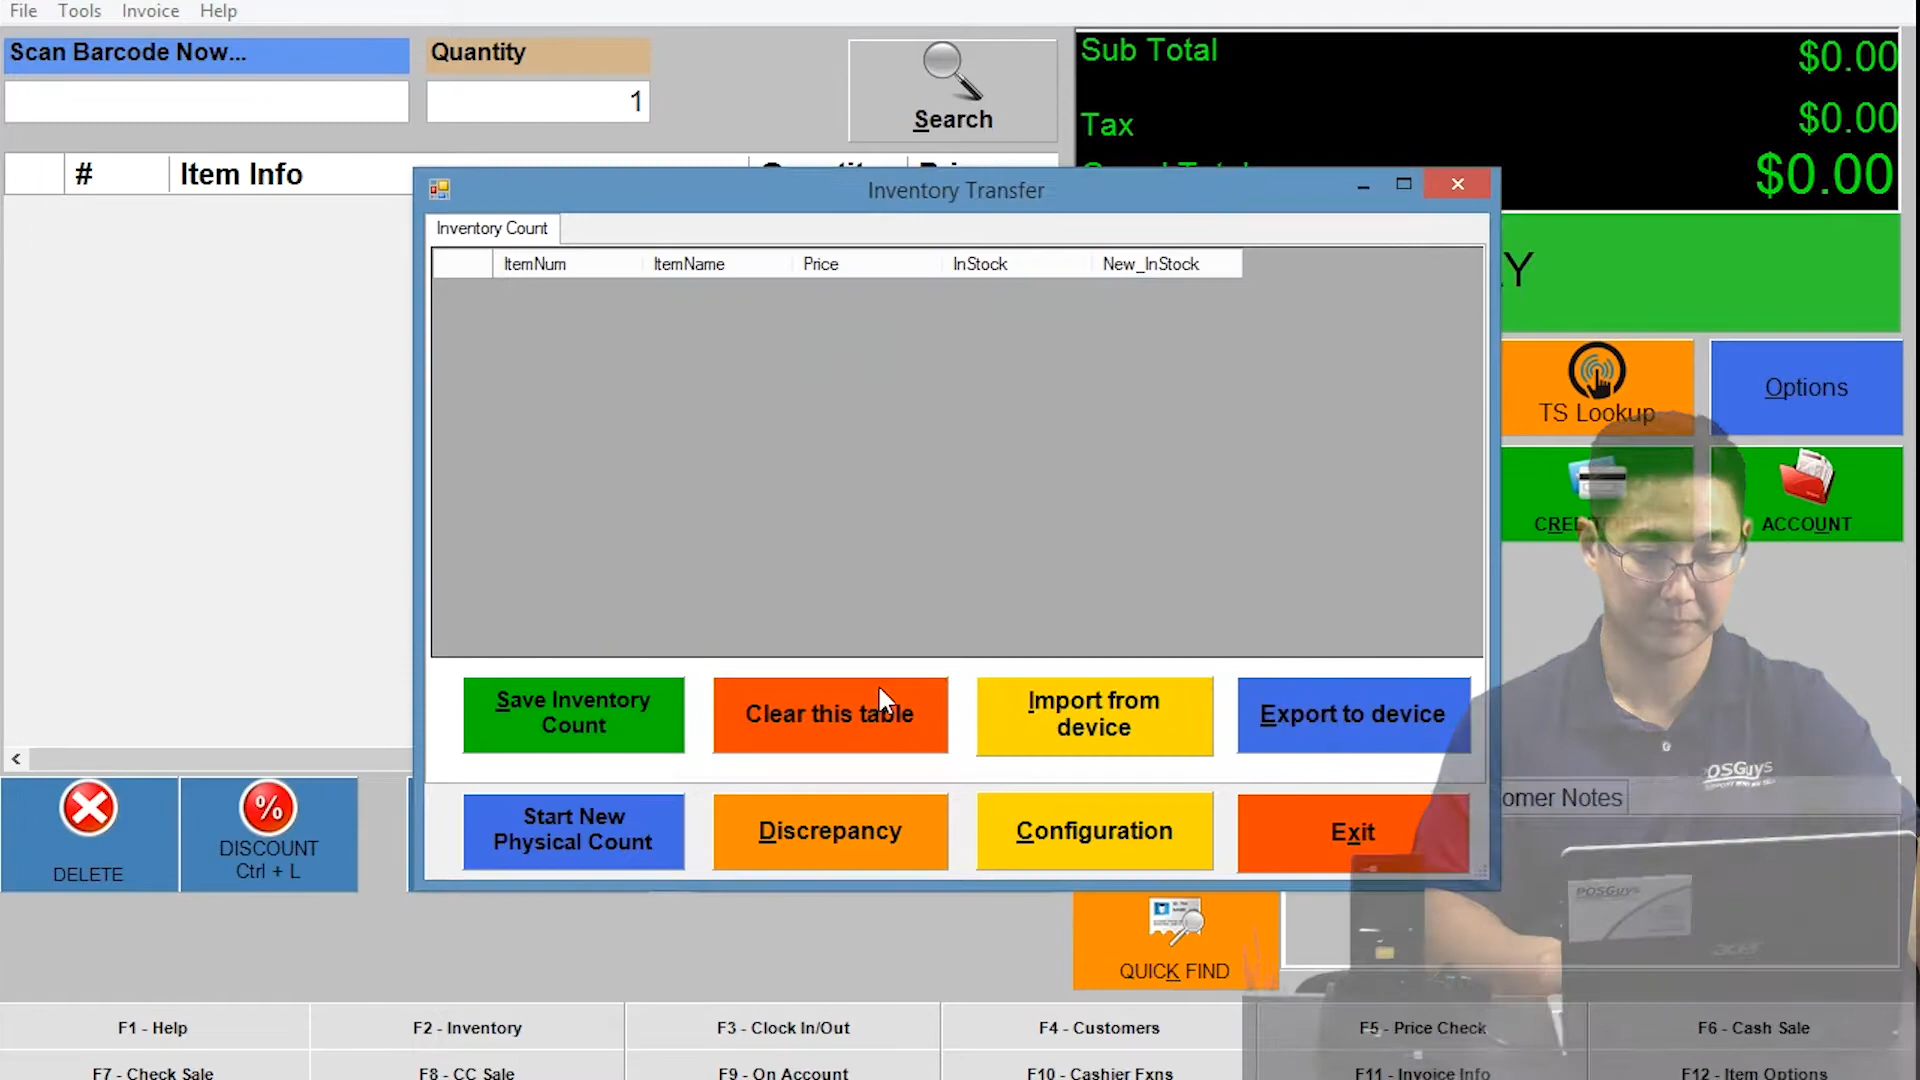 File Tools Invoice Help
Scan Barcode Now...
Quantity
1
Search
Sub Total
$0.00
Tax
$0.00
$0.00
# Item Info
Inventory Transfer
Inventory Count
ItemNum ItemName Price InStock New_InStock
Save Inventory
Count
Clear this table
Import from
device
Export to device
Start New
Physical Count
Discrepancy
Configuration
Exit
TS Lookup
Options
ACCOUNT
POSGuys
DELETE
DISCOUNT
Ctrl + L
omer Notes
POSGuys
acer
QUICK FIND
F1 - Help
F2 - Inventory
F3 - Clock In/Out
F4 - Customers
F5 - Price Check
F6 - Cash Sale
F7 - Check Sale
F8 - CC Sale
F9 - On Account
F10 - Cashier Fxns
F11 - Invoice Info
F12 - Item Options